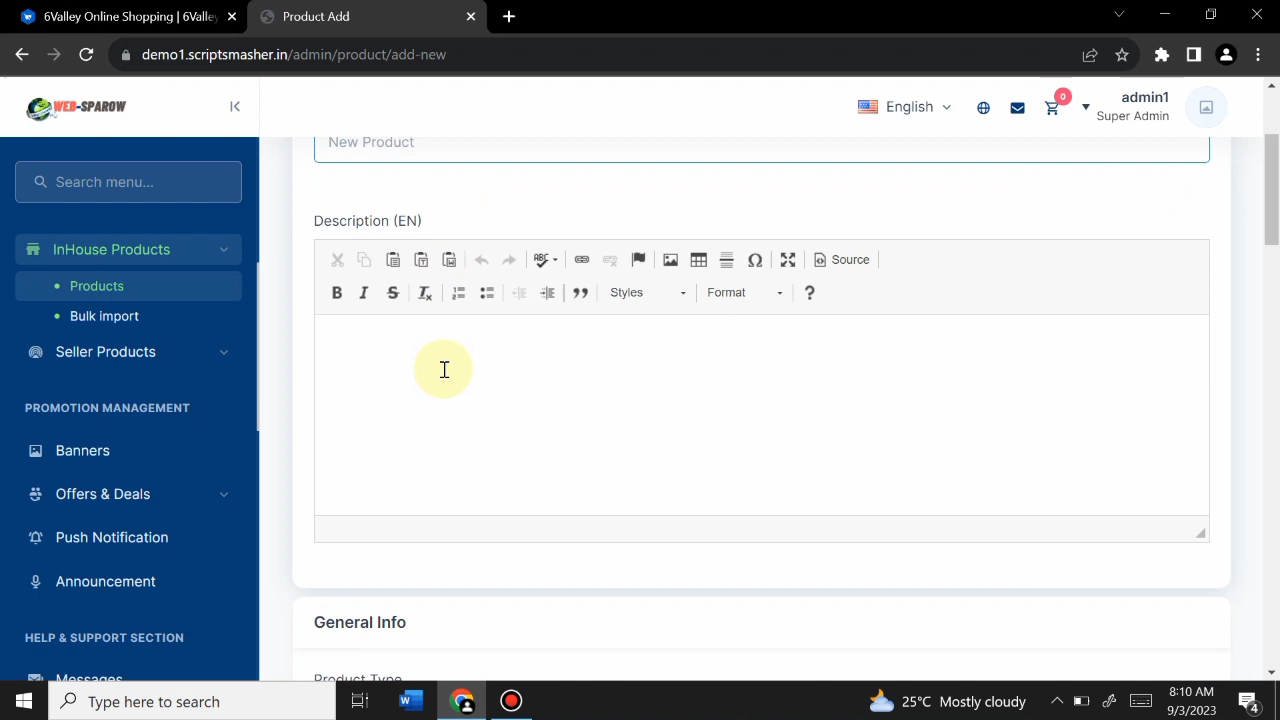 6Valley Online Shopping | 6Valley
Product Add
demo1.scriptsmasher.in/admin/product/add-new
WEB-SPAROW
English
0
admin1
Super Admin
Search menu...
InHouse Products
Products
Bulk import
Seller Products
PROMOTION MANAGEMENT
Banners
Offers & Deals
Push Notification
Announcement
HELP & SUPPORT SECTION
Messages
New Product
Description (EN)
ABC
Source
B I S Styles Format ?
General Info
Product Type
Type here to search
25°C Mostly cloudy
8:10 AM
9/3/2023
4